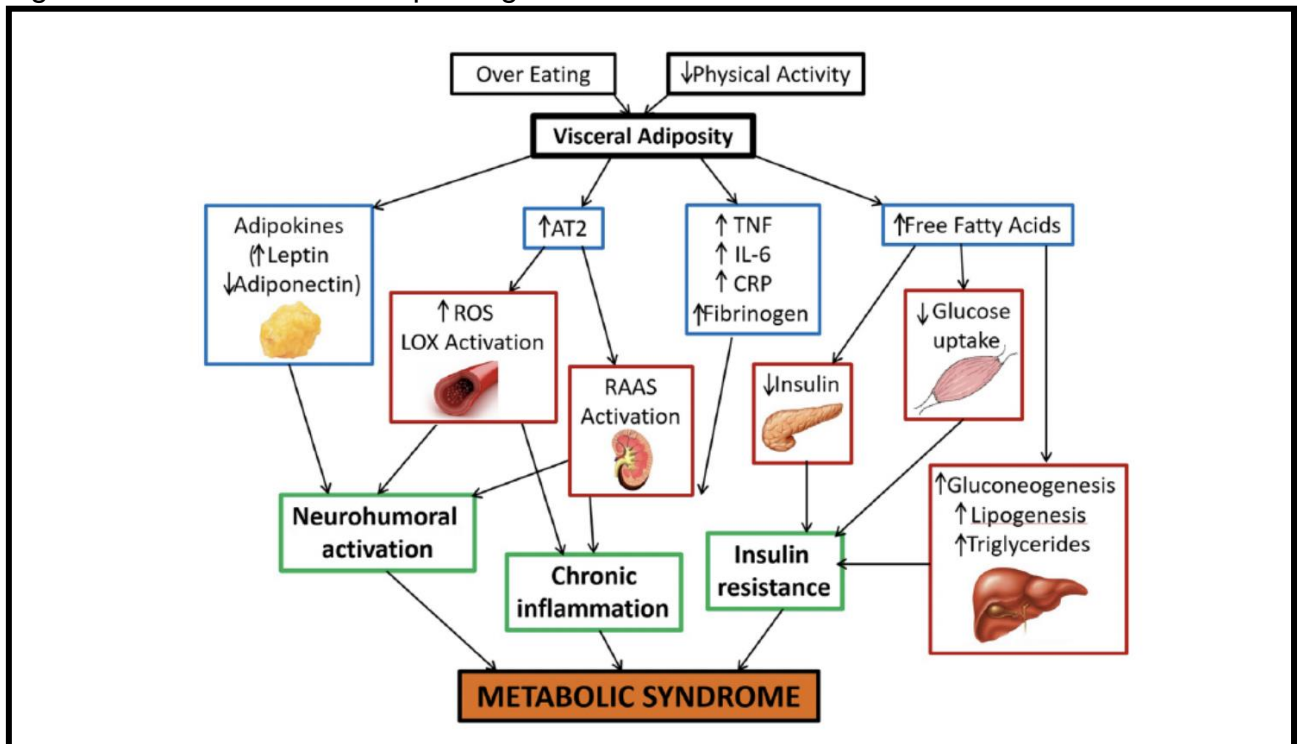 Over Eating
↓Physical Activity
Visceral Adiposity
Adipokines
(↑Leptin
↓Adiponectin)
↑AT2
↑ TNF
↑ IL-6
↑ CRP
↑Fibrinogen
↑Free Fatty Acids
↑ ROS
LOX Activation
RAAS
Activation
↓Insulin
↓ Glucose
uptake
↑Gluconeogenesis
↑ Lipogenesis
↑Triglycerides
Neurohumoral
activation
Chronic
inflammation
Insulin
resistance
METABOLIC SYNDROME